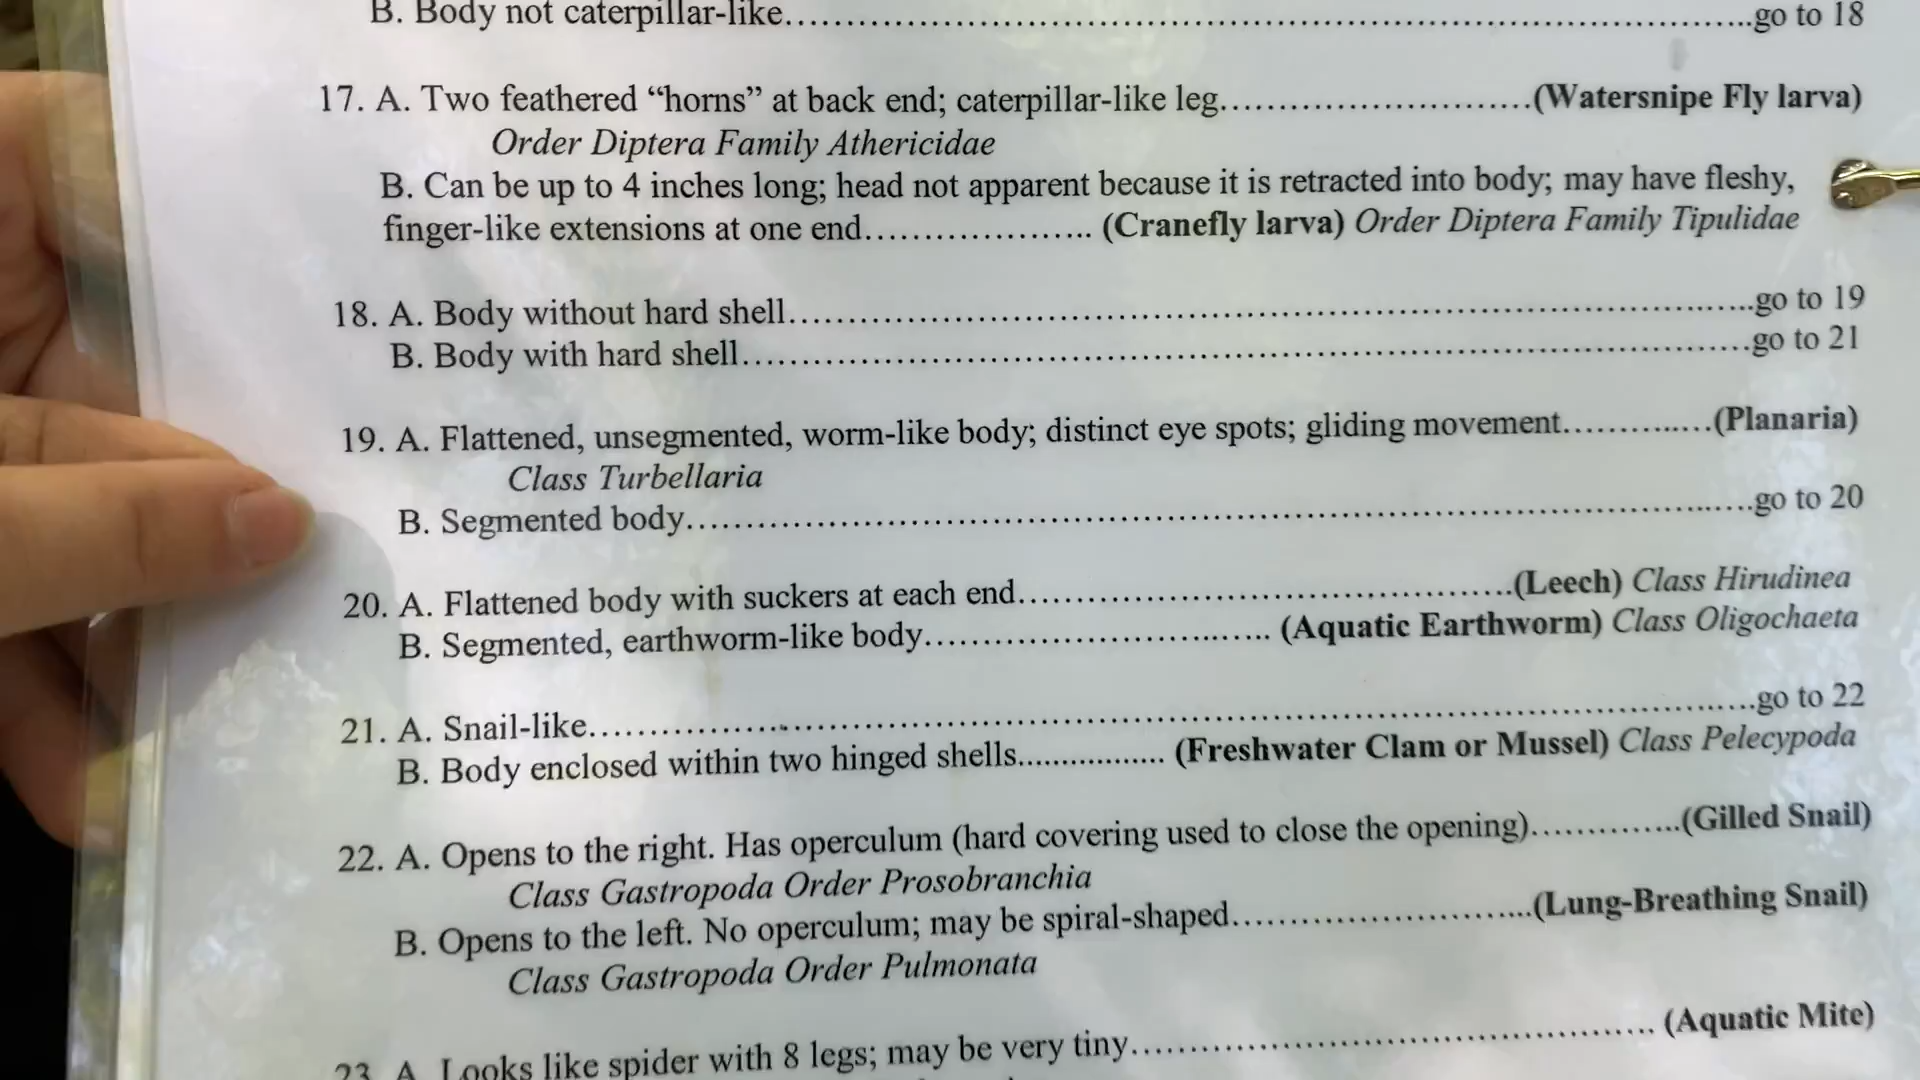 B. Body not caterpillar-like..........go to 18
17. A. Two feathered “horns” at back end; caterpillar-like leg..........(Watersnipe Fly larva)
Order Diptera Family Athericidae
B. Can be up to 4 inches long; head not apparent because it is retracted into body; may have fleshy,
finger-like extensions at one end.......... (Cranefly larva) Order Diptera Family Tipulidae
18. A. Body without hard shell..........go to 19
B. Body with hard shell..........go to 21
19. A. Flattened, unsegmented, worm-like body; distinct eye spots; gliding movement..........(Planaria)
Class Turbellaria
B. Segmented body..........go to 20
20. A. Flattened body with suckers at each end..........(Leech) Class Hirudinea
B. Segmented, earthworm-like body.......... (Aquatic Earthworm) Class Oligochaeta
21. A. Snail-like..........go to 22
B. Body enclosed within two hinged shells.......... (Freshwater Clam or Mussel) Class Pelecypoda
22. A. Opens to the right. Has operculum (hard covering used to close the opening)..........(Gilled Snail)
Class Gastropoda Order Prosobranchia
B. Opens to the left. No operculum; may be spiral-shaped..........(Lung-Breathing Snail)
Class Gastropoda Order Pulmonata
23. A. Looks like spider with 8 legs; may be very tiny.......... (Aquatic Mite)